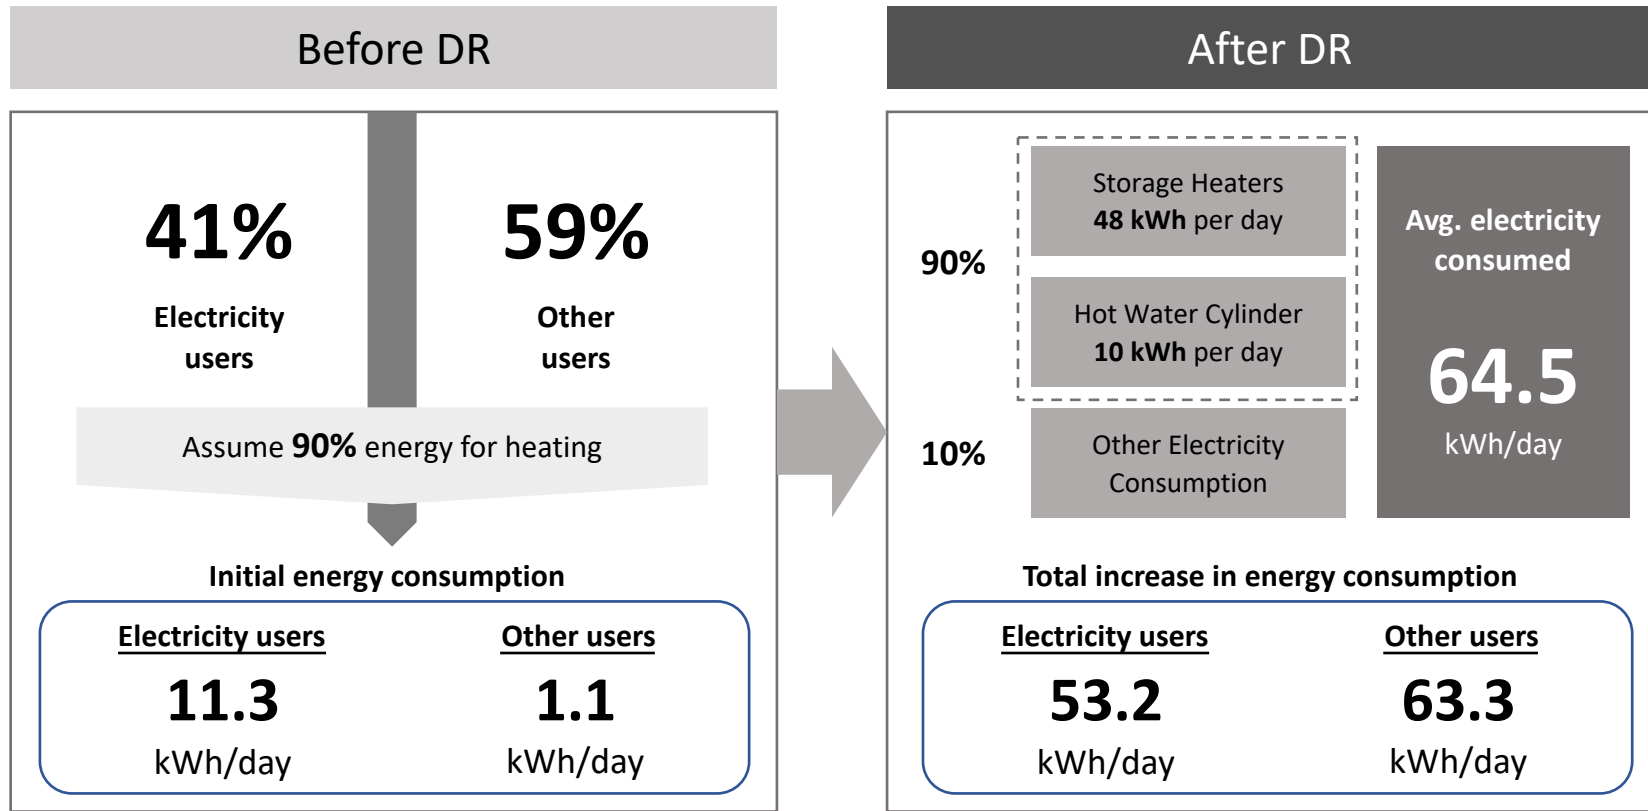 Before DR
41%
Electricity
users
59%
Other
users
Assume 90% energy for heating
Initial energy consumption
Electricity users
11.3
kWh/day
Other users
1.1
kWh/day
After DR
90%
Storage Heaters
48 kWh per day
Hot Water Cylinder
10 kWh per day
10%
Other Electricity
Consumption
Avg. electricity
consumed
64.5
kWh/day
Total increase in energy consumption
Electricity users
53.2
kWh/day
Other users
63.3
kWh/day